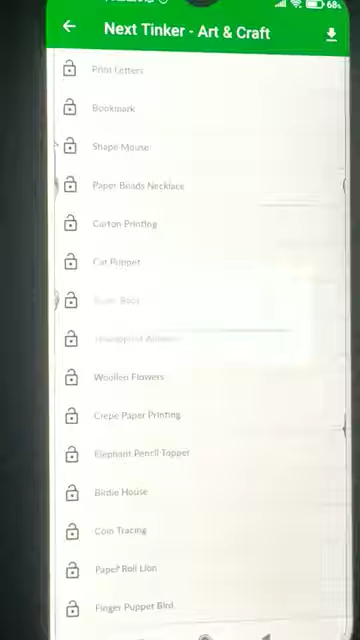 68%
Next Tinker - Art & Craft
Print Letters
Bookmark
Shape Mouse
Paper Beads Necklace
Carton Printing
Cat Puppet
Woollen Flowers
Crepe Paper Printing
Elephant Pencil Topper
Birdie House
Coin Tracing
Paper Roll Lion
Finger Puppet Bird